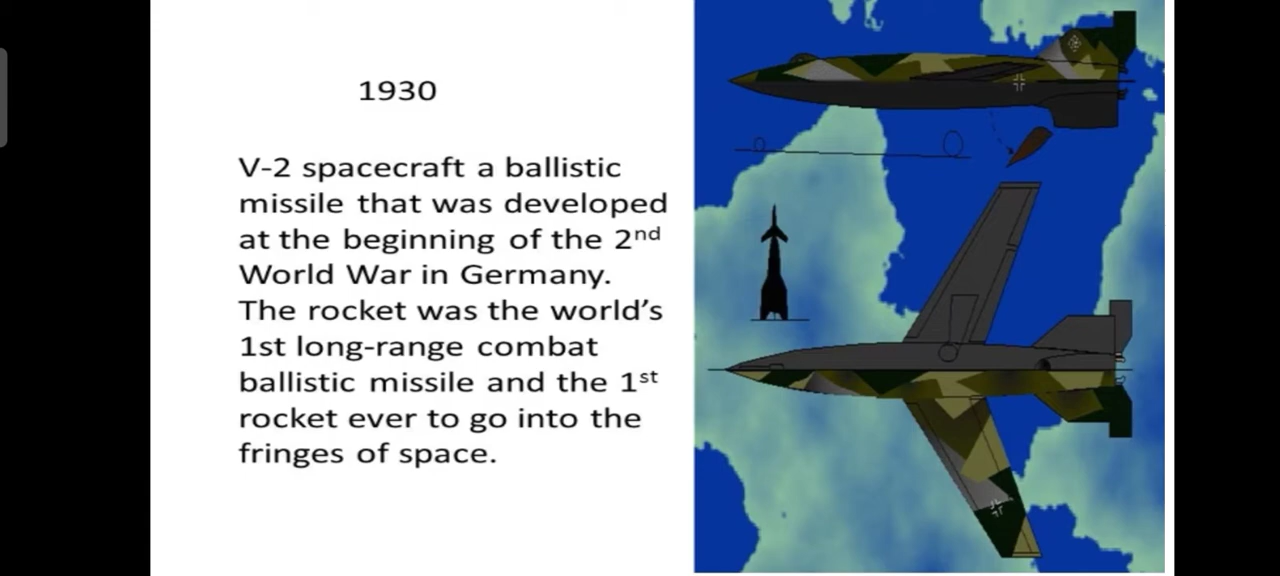 1930
V-2 spacecraft a ballistic
missile that was developed
at the beginning of the 2nd
World War in Germany.
The rocket was the world’s
1st long-range combat
ballistic missile and the 1st
rocket ever to go into the
fringes of space.